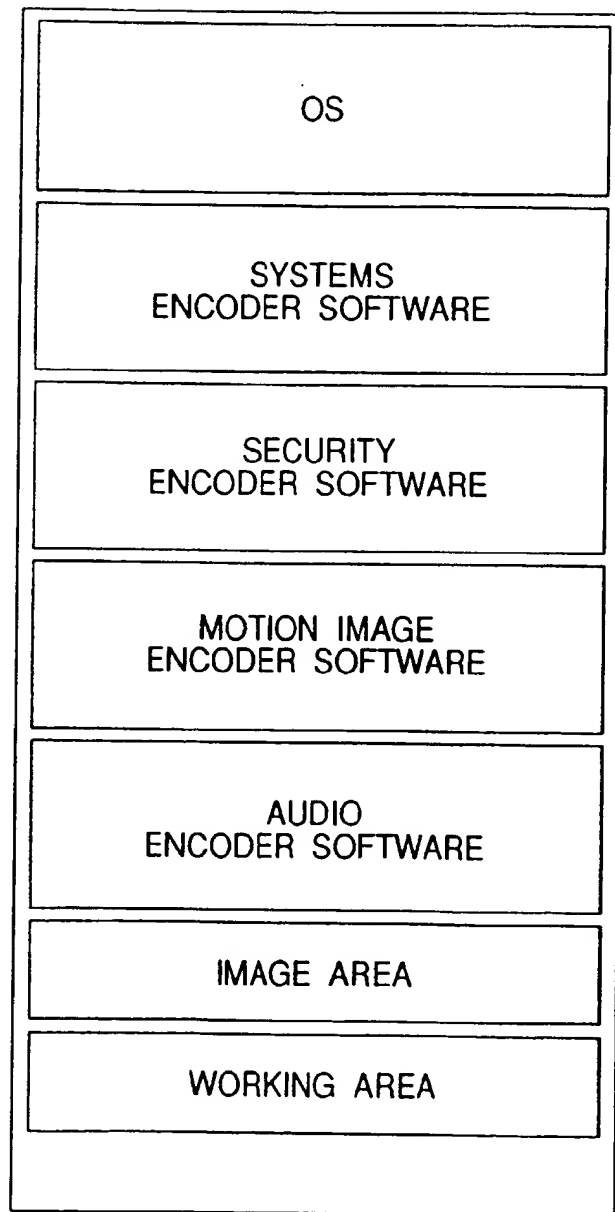 OS
SYSTEMS
ENCODER SOFTWARE
SECURITY
ENCODER SOFTWARE
MOTION IMAGE
ENCODER SOFTWARE
AUDIO
ENCODER SOFTWARE
IMAGE AREA
WORKING AREA